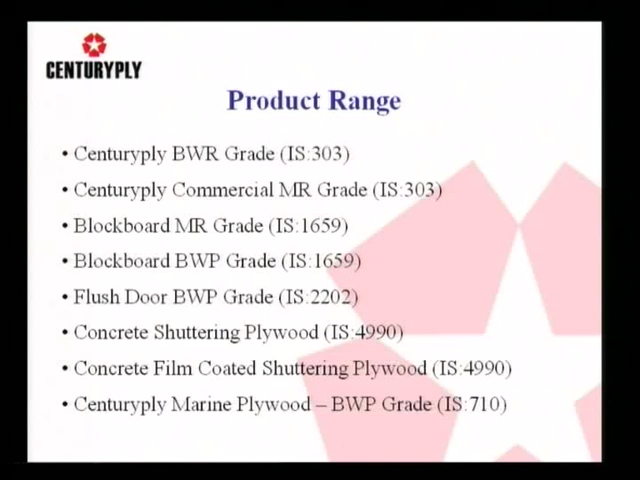 CENTURYPLY
Product Range
• Centuryply BWR Grade (IS:303)
• Centuryply Commercial MR Grade (IS:303)
• Blockboard MR Grade (IS:1659)
• Blockboard BWP Grade (IS:1659)
• Flush Door BWP Grade (IS:2202)
• Concrete Shuttering Plywood (IS:4990)
• Concrete Film Coated Shuttering Plywood (IS:4990)
• Centuryply Marine Plywood – BWP Grade (IS:710)